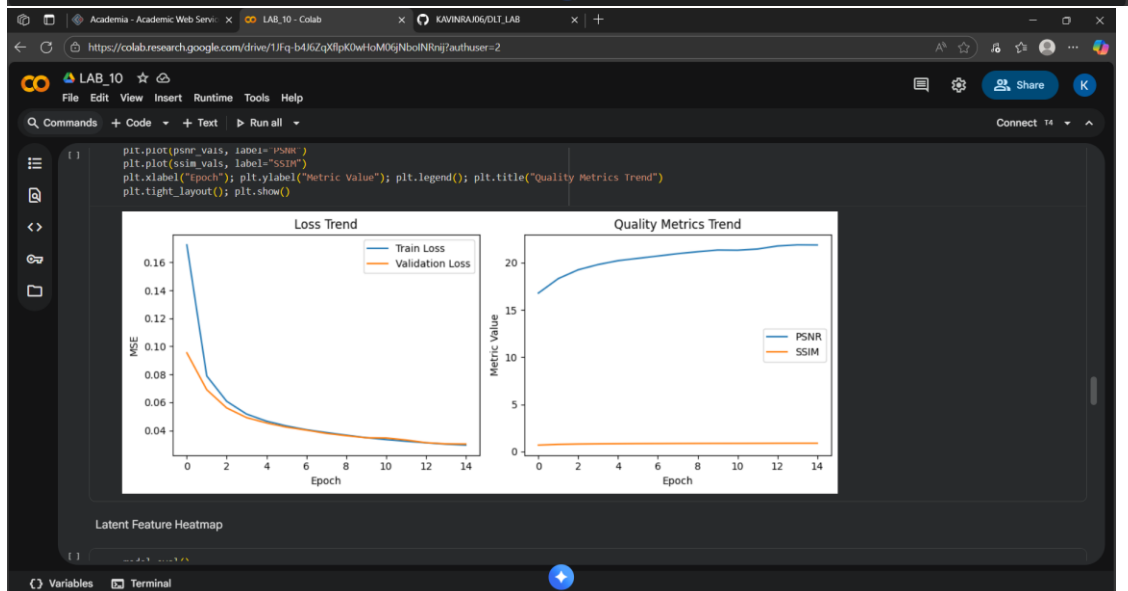 Academia - Academic Web Servic
LAB_10 - Colab
KAVINRAJ06/DLT_LAB
https://colab.research.google.com/drive/1JFq-b4J6ZqXflpK0wHoM06jNboINRnij?authuser=2
LAB_10
File Edit View Insert Runtime Tools Help
Share
K
Commands + Code + Text Run all
Connect T4
[ ]
plt.plot(psnr_vals, label="PSNR")
plt.plot(ssim_vals, label="SSIM")
plt.xlabel("Epoch"); plt.ylabel("Metric Value"); plt.legend(); plt.title("Quality Metrics Trend")
plt.tight_layout(); plt.show()
Loss Trend
Train Loss
Validation Loss
MSE
0.16
0.14
0.12
0.10
0.08
0.06
0.04
0 2 4 6 8 10 12 14
Epoch
Quality Metrics Trend
PSNR
SSIM
Metric Value
20
15
10
5
0
0 2 4 6 8 10 12 14
Epoch
Latent Feature Heatmap
[ ]
model.eval()
Variables Terminal